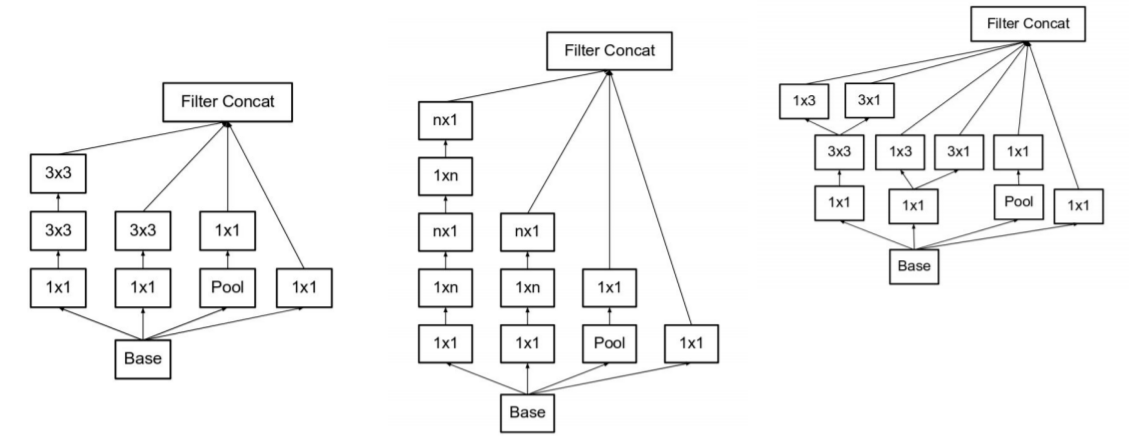 Filter Concat
3x3
3x3
3x3
1x1
1x1
1x1
Pool
1x1
Base
Filter Concat
nx1
1xn
nx1
nx1
1xn
1xn
1x1
1x1
1x1
Pool
1x1
Base
Filter Concat
1x3
3x1
3x3
1x3
3x1
1x1
1x1
1x1
Pool
1x1
Base